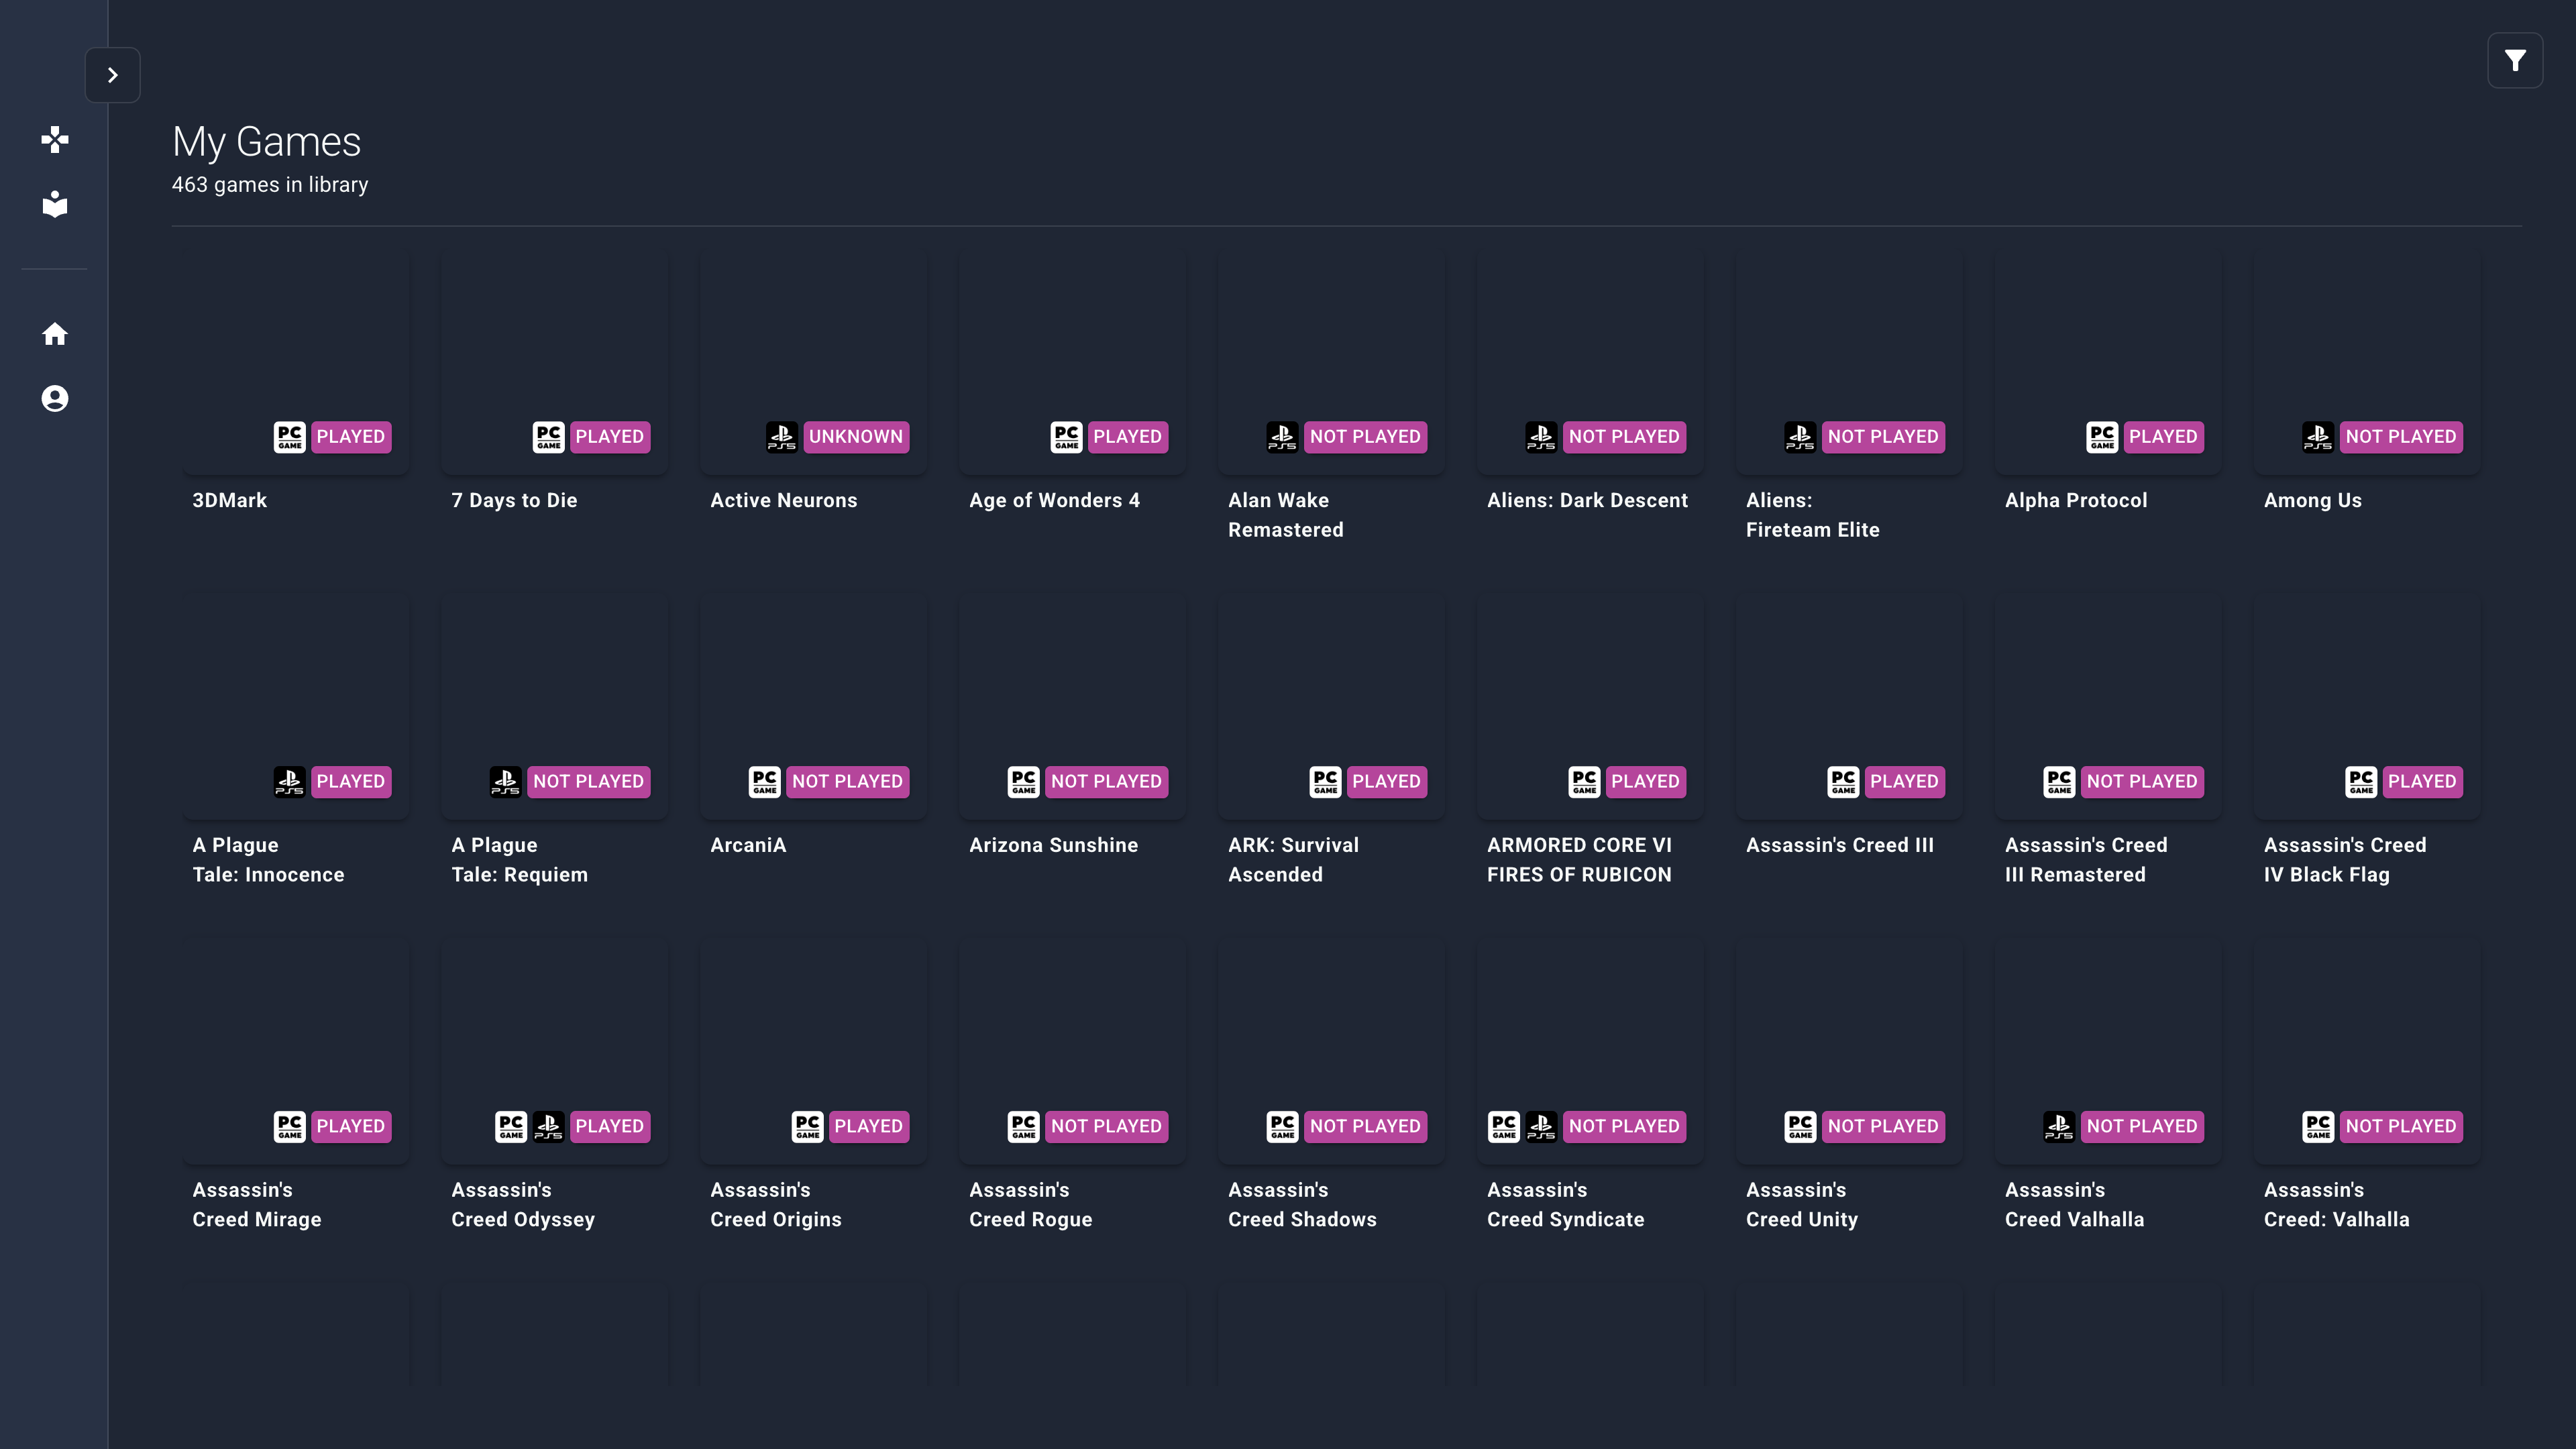 My Games
463 games in library
PC GAME PLAYED
PC GAME PLAYED
PS5 UNKNOWN
PC GAME PLAYED
PS5 NOT PLAYED
PS5 NOT PLAYED
PS5 NOT PLAYED
PC GAME PLAYED
PS5 NOT PLAYED
3DMark
7 Days to Die
Active Neurons
Age of Wonders 4
Alan Wake
Remastered
Aliens: Dark Descent
Aliens:
Fireteam Elite
Alpha Protocol
Among Us
PS5 PLAYED
PS5 NOT PLAYED
PC GAME NOT PLAYED
PC GAME NOT PLAYED
PC GAME PLAYED
PC GAME PLAYED
PC GAME PLAYED
PC GAME NOT PLAYED
PC GAME PLAYED
A Plague
Tale: Innocence
A Plague
Tale: Requiem
ArcaniA
Arizona Sunshine
ARK: Survival
Ascended
ARMORED CORE VI
FIRES OF RUBICON
Assassin's Creed III
Assassin's Creed
III Remastered
Assassin's Creed
IV Black Flag
PC GAME PLAYED
PC GAME PS5 PLAYED
PC GAME PLAYED
PC GAME NOT PLAYED
PC GAME NOT PLAYED
PC GAME PS5 NOT PLAYED
PC GAME NOT PLAYED
PS5 NOT PLAYED
PC GAME NOT PLAYED
Assassin's
Creed Mirage
Assassin's
Creed Odyssey
Assassin's
Creed Origins
Assassin's
Creed Rogue
Assassin's
Creed Shadows
Assassin's
Creed Syndicate
Assassin's
Creed Unity
Assassin's
Creed Valhalla
Assassin's
Creed: Valhalla